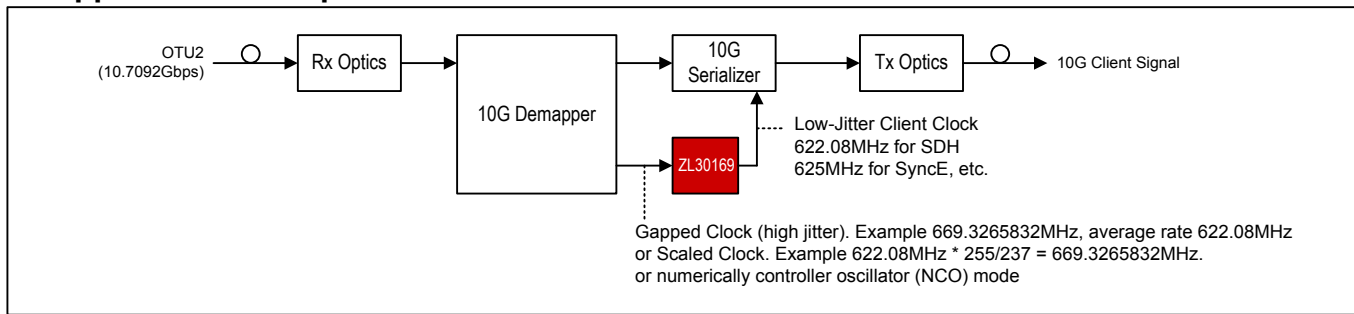 OTU2
(10.7092Gbps)
Rx Optics
10G Demapper
10G
Serializer
Tx Optics
10G Client Signal
ZL30169
Low-Jitter Client Clock
622.08MHz for SDH
625MHz for SyncE, etc.
Gapped Clock (high jitter). Example 669.3265832MHz, average rate 622.08MHz
or Scaled Clock. Example 622.08MHz * 255/237 = 669.3265832MHz.
or numerically controller oscillator (NCO) mode